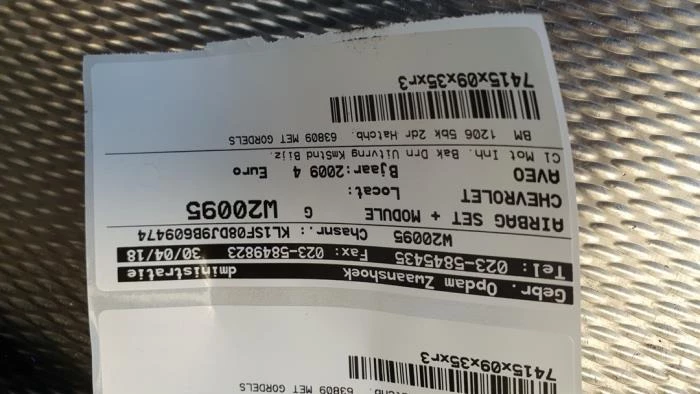 Gebr. Opdam Zwaanshoek dministratie
Tel: 023-5845435 Fax: 023-5849823 30/04/18
W20095 Chasnr.: KL1SF08DJ9B609474
AIRBAG SET + MODULE G W20095
CHEVROLET Locat:
AVEO Bjaar:2009 4 Euro
Cl Mot Inh. Bak Drn Uitvrng KmStnd Bijz.
BM 1206 5bk 2dr Hatchb. 63809 MET GORDELS
7415x09x35xr3
tchb. 63809 MET GORDELS
7415x09x35xr3